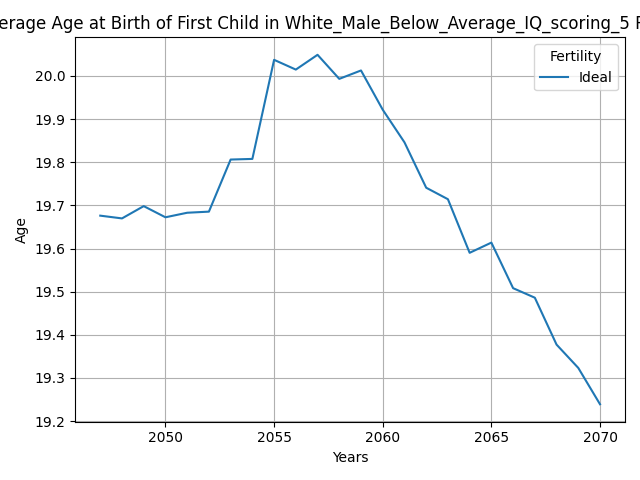 Age at Birth of First Child in White_Male_Below_Average_IQ_scoring_5
Fertility
Ideal
20.0
19.9
19.8
19.7
19.6
19.5
19.4
19.3
19.2
Age
2050 2055 2060 2065 2070
Years